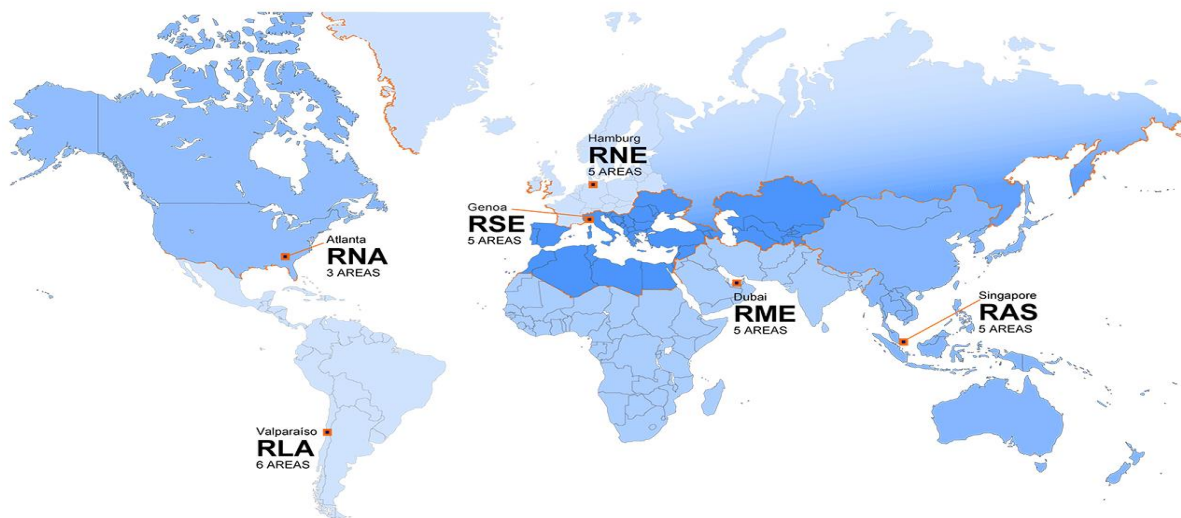 Hamburg
RNE
5 AREAS
Genoa
RSE
5 AREAS
Atlanta
RNA
3 AREAS
Dubai
RME
5 AREAS
Singapore
RAS
5 AREAS
Valparaíso
RLA
6 AREAS